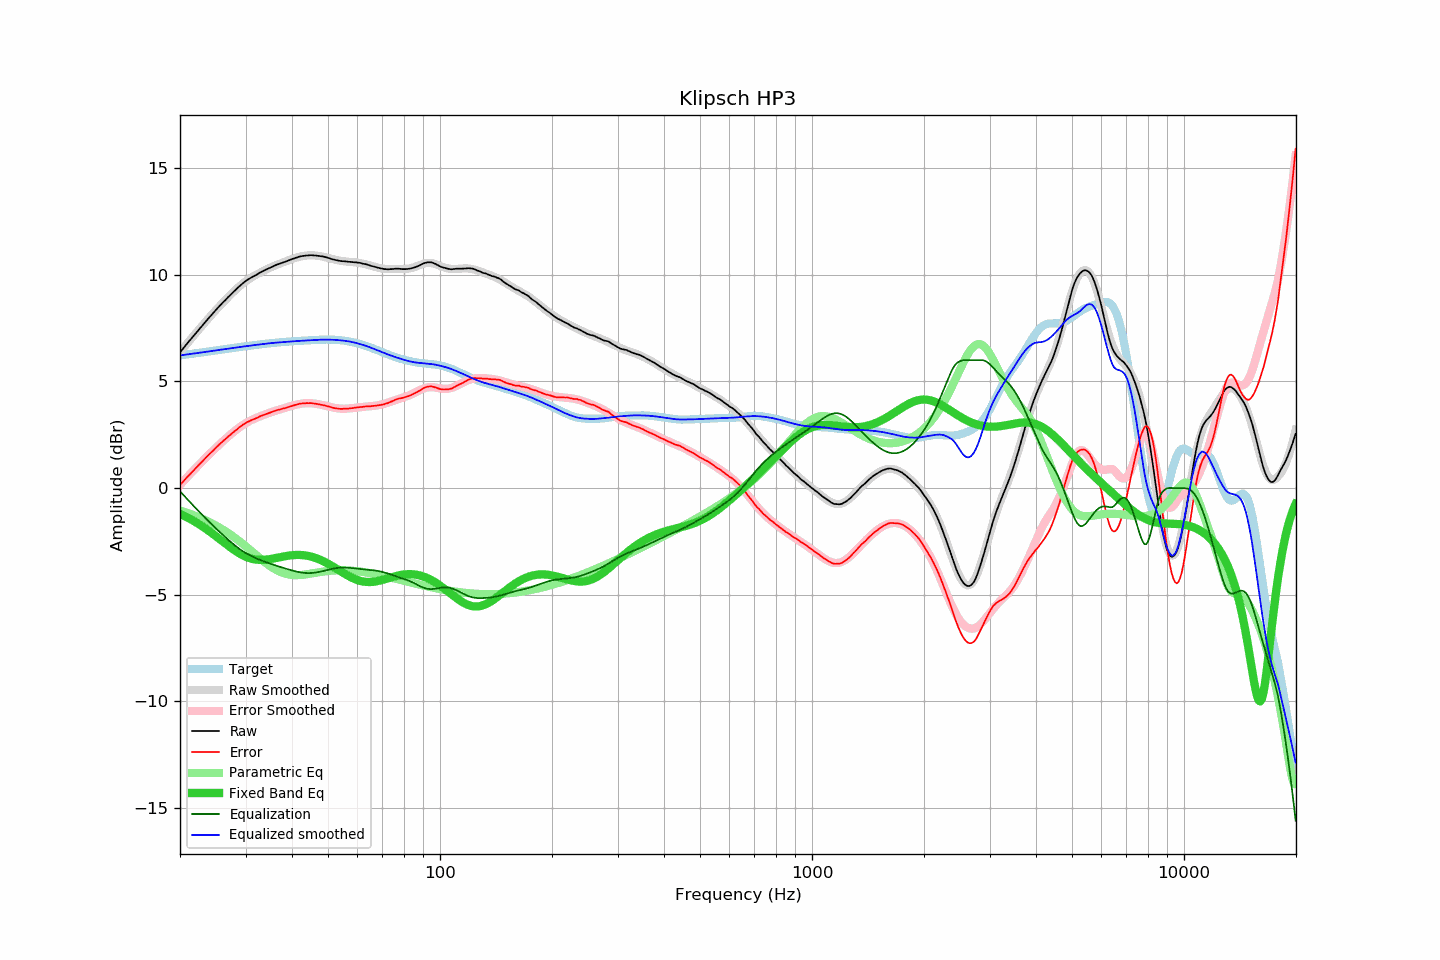 Klipsch HP3
Amplitude (dBr)
15
10
5
0
−5
−10
−15
Target
Raw Smoothed
Error Smoothed
Raw
Error
Parametric Eq
Fixed Band Eq
Equalization
Equalized smoothed
100
1000
10000
Frequency (Hz)